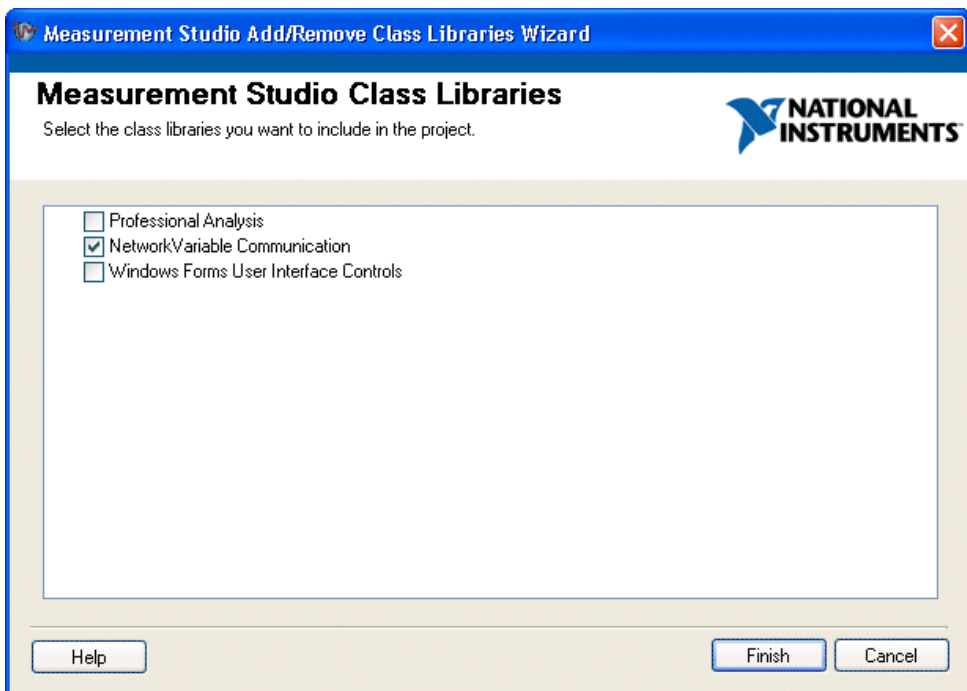 Measurement Studio Add/Remove Class Libraries Wizard
Measurement Studio Class Libraries
Select the class libraries you want to include in the project.
NATIONAL
INSTRUMENTS
Professional Analysis
NetworkVariable Communication
Windows Forms User Interface Controls
Help
Finish
Cancel